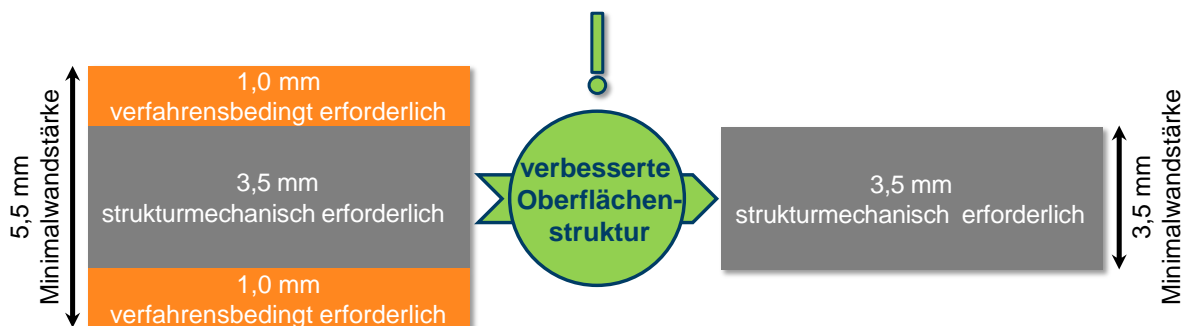 5,5 mm
Minimalwandstärke
1,0 mm
verfahrensbedingt erforderlich
3,5 mm
strukturmechanisch erforderlich
1,0 mm
verfahrensbedingt erforderlich
verbesserte
Oberflächen-
struktur
3,5 mm
strukturmechanisch erforderlich
3,5 mm
Minimalwandstärke